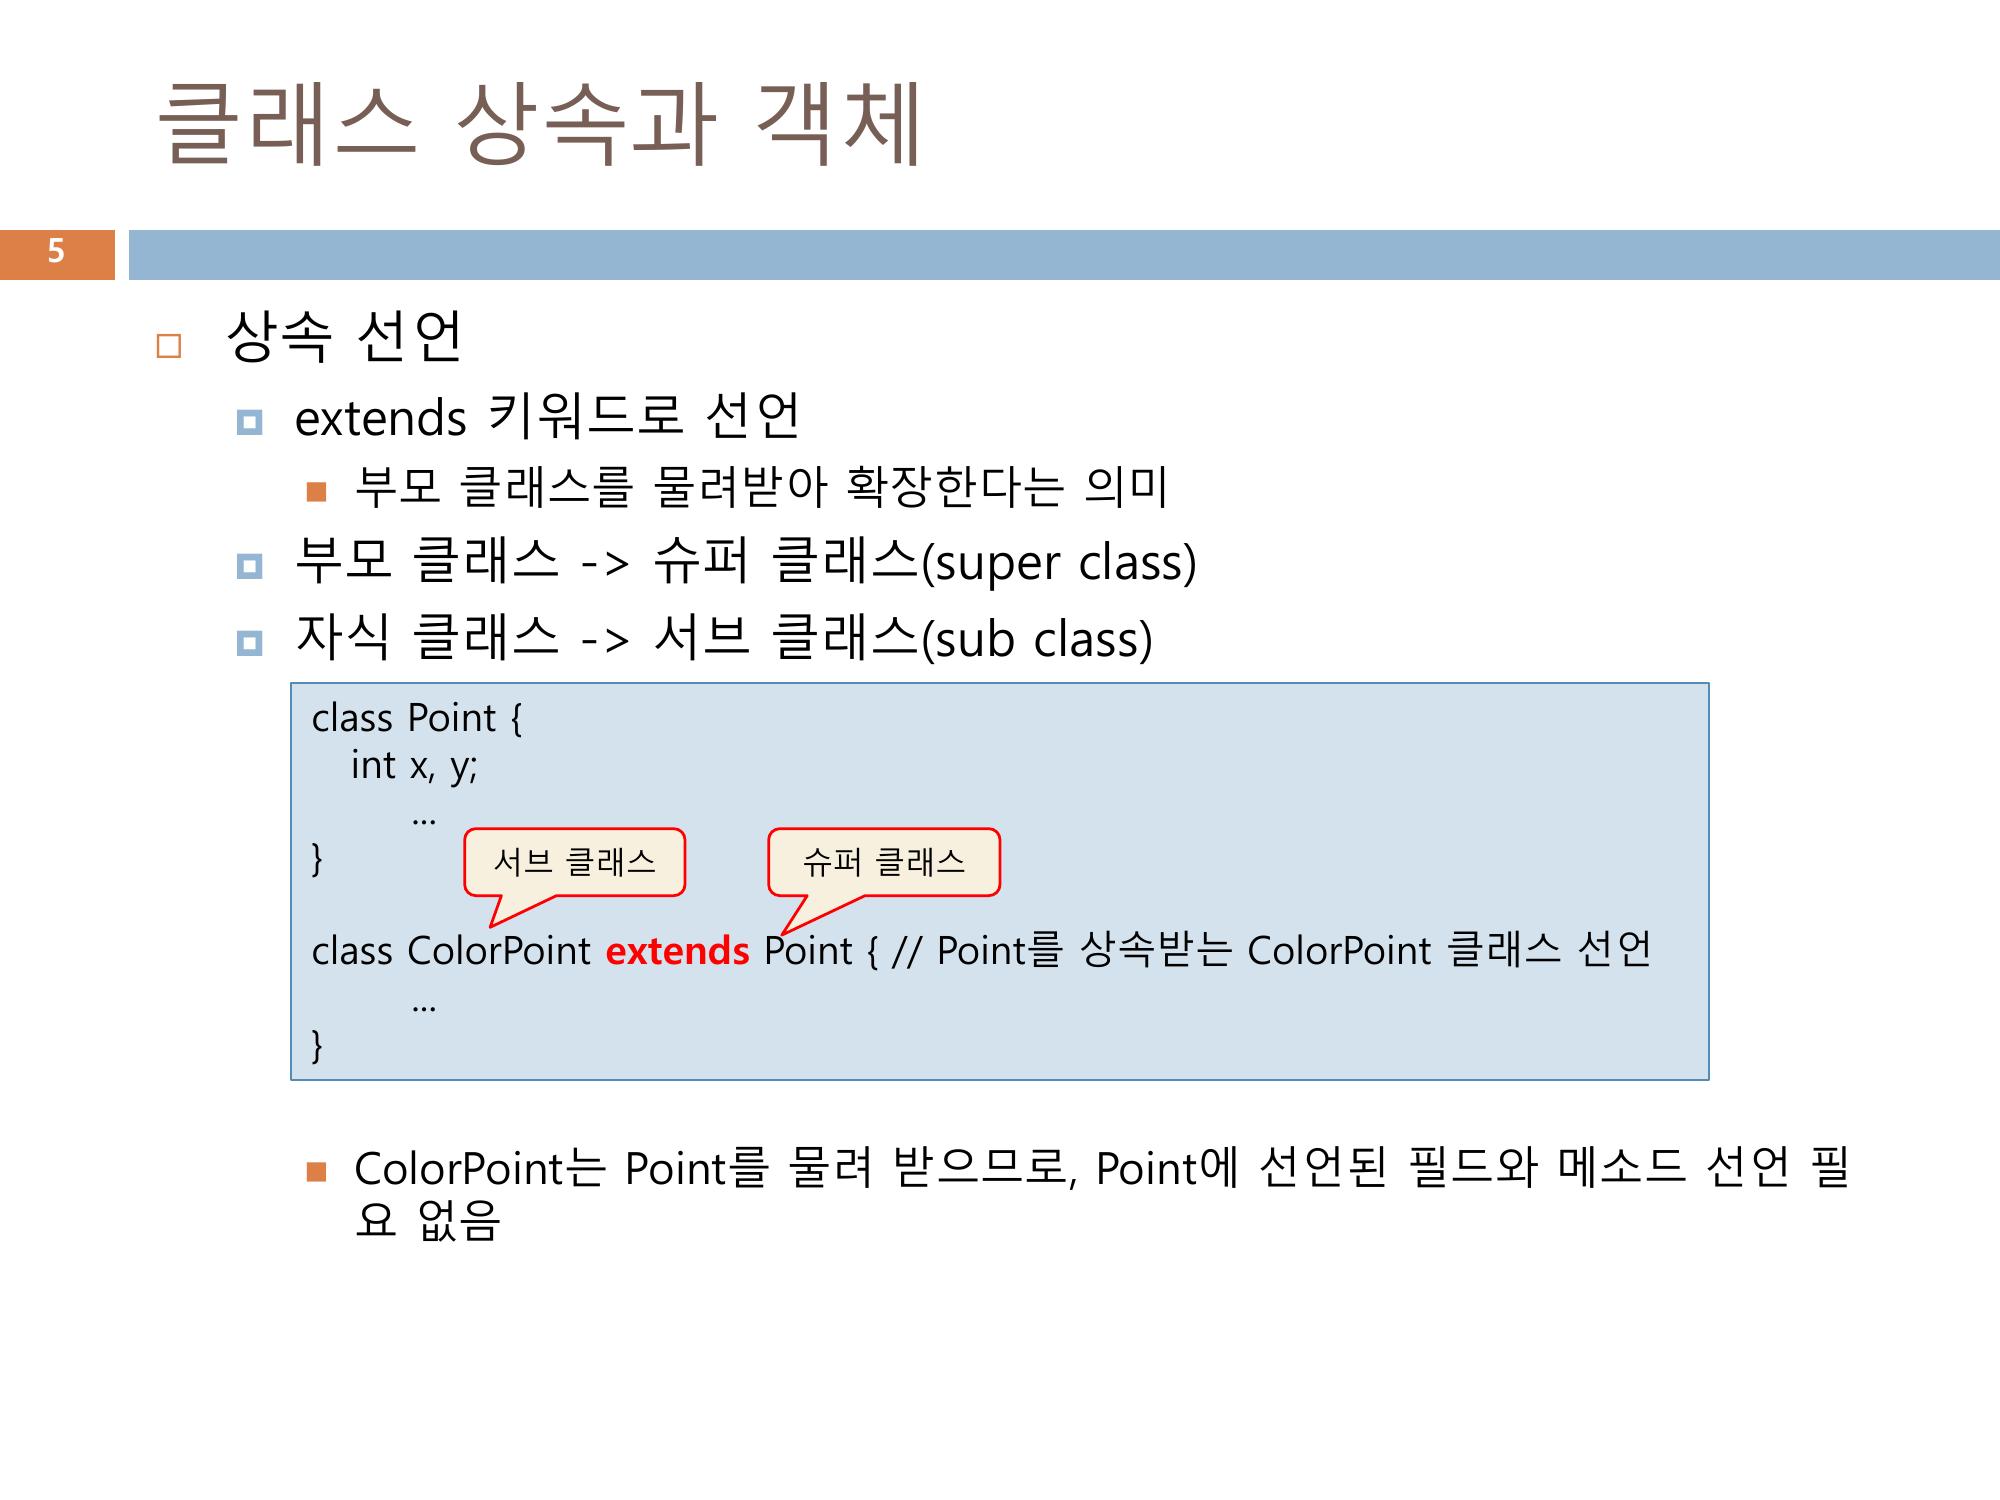 클래스 상속과 객체
5
상속 선언
extends 키워드로 선언
부모 클래스를 물려받아 확장한다는 의미
부모 클래스 -> 슈퍼 클래스(super class)
자식 클래스 -> 서브 클래스(sub class)
class Point {
int x, y;
...
}
서브 클래스
슈퍼 클래스
class ColorPoint extends Point { // Point를 상속받는 ColorPoint 클래스 선언
...
}
ColorPoint는 Point를 물려 받으므로, Point에 선언된 필드와 메소드 선언 필
요 없음